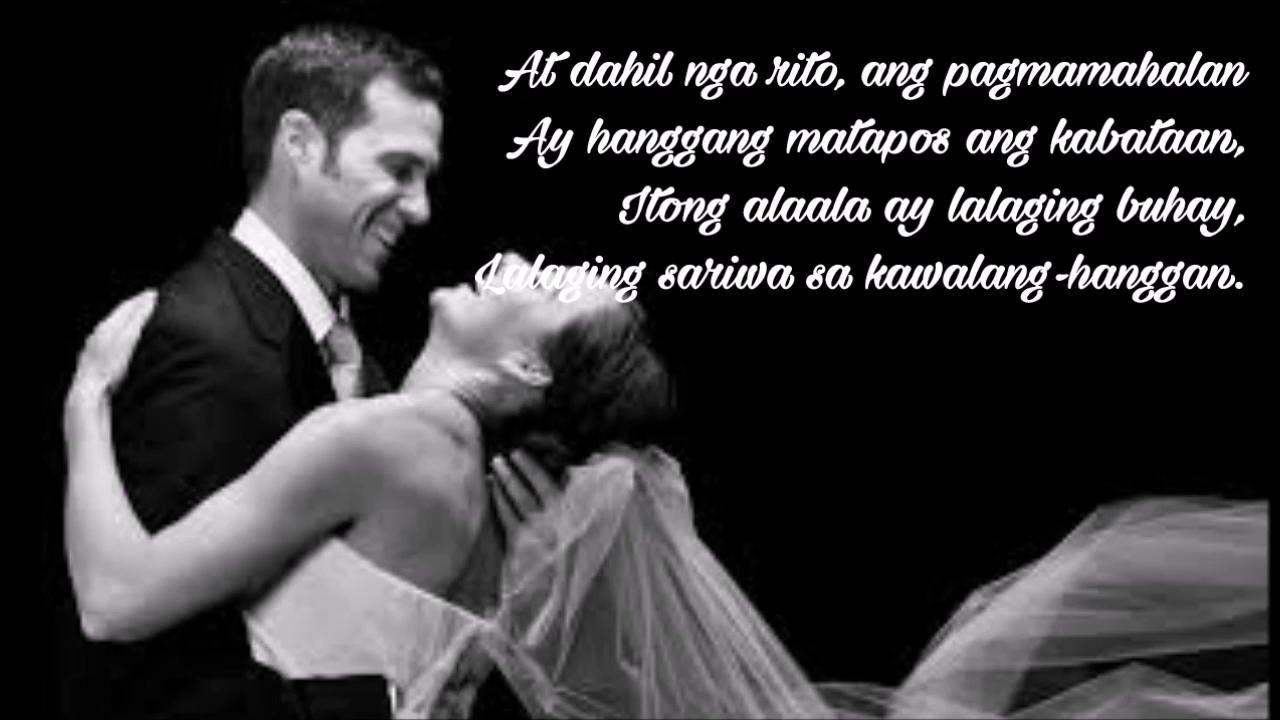 At dahil nga rito, ang pagmamahalan
Ay hanggang matapos ang kabataan,
Itong alaala ay lalaging buhay,
Lalaging sariwa sa kawalang-hanggan.